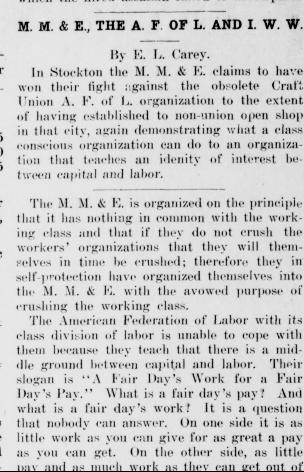 M. M. & E., THE A. F. OF L. AND I. W. W.
By E. L. Carey.
In Stockton the M. M. & E. claims to have
won their fight against the obsolete Craft
Union A. F. of L. organization to the extent
of having established to non-union open shop
in that city, again demonstrating what a class
conscious organization can do to an organiza-
tion that teaches an idenity of interest be-
tween capital and labor.
The M. M. & E. is organized on the principle
that it has nothing in common with the work-
ing class and that if they do not crush the
workers' organizations that they will them-
selves in time be crushed; therefore they in
self-protection have organized themselves into
the M. M. & E. with the avowed purpose of
crushing the working class.
The American Federation of Labor with its
class division of labor is unable to cope with
them because they teach that there is a mid-
dle ground between capital and labor. Their
slogan is "A Fair Day's Work for a Fair
Day's Pay." What is a fair day's pay? And
what is a fair day's work? It is a question
that nobody can answer. On one side it is as
little work as you can give for as great a pay
as you can get. On the other side, as little
pay and as much work as they can get out of